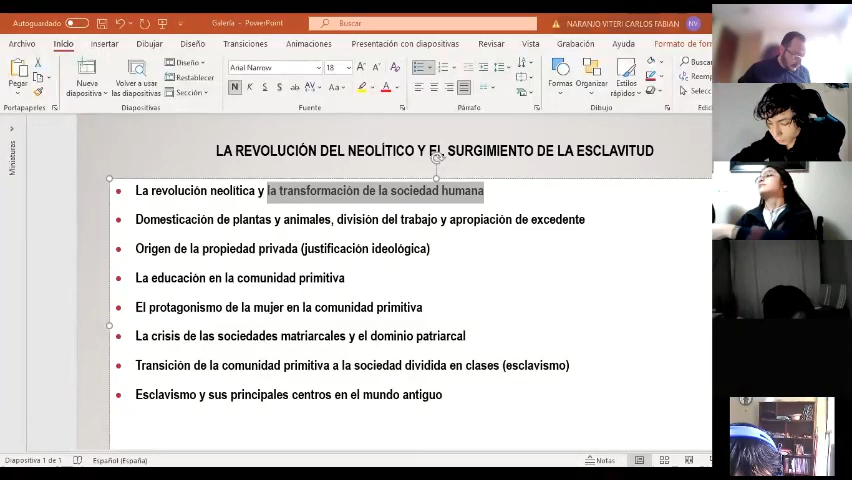 Autoguardado
Galería - PowerPoint
Buscar
NARANJO VITERI CARLOS FABIAN
NV
Archivo Inicio Insertar Dibujar Diseño Transiciones Animaciones Presentación con diapositivas Revisar Vista Grabación Ayuda Formato de form
Pegar
Nueva diapositiva
Volver a usar las diapositivas
Diseño
Restablecer
Sección
Arial Narrow
18
N K S S
Aa
Formas
Organizar
Estilos rápidos
Buscar
Reemp
Portapapeles
Diapositivas
Fuente
Párrafo
Dibujo
Miniaturas
LA REVOLUCIÓN DEL NEOLÍTICO Y EL SURGIMIENTO DE LA ESCLAVITUD
• La revolución neolítica y la transformación de la sociedad humana
• Domesticación de plantas y animales, división del trabajo y apropiación de excedente
• Origen de la propiedad privada (justificación ideológica)
• La educación en la comunidad primitiva
• El protagonismo de la mujer en la comunidad primitiva
• La crisis de las sociedades matriarcales y el dominio patriarcal
• Transición de la comunidad primitiva a la sociedad dividida en clases (esclavismo)
• Esclavismo y sus principales centros en el mundo antiguo
Diapositiva 1 de 1
Español (España)
Notas